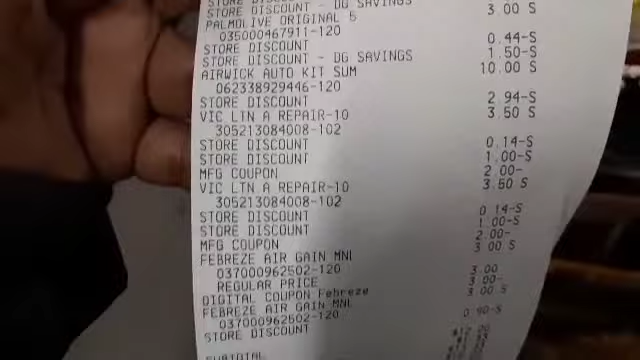 STORE DISCOUNT - DG SAVINGS
PALMOLIVE ORIGINAL 5 3.00 S
035000467911-120
STORE DISCOUNT 0.44-S
STORE DISCOUNT - DG SAVINGS 1.50-S
AIRWICK AUTO KIT SUM 10.00 S
062338929446-120
STORE DISCOUNT 2.94-S
VIC LTN A REPAIR-10 3.50 S
305213084008-102
STORE DISCOUNT 0.14-S
STORE DISCOUNT 1.00-S
MFG COUPON 2.00-
VIC LTN A REPAIR-10 3.50 S
305213084008-102
STORE DISCOUNT 0.14-S
STORE DISCOUNT 1.00-S
MFG COUPON 2.00-
FEBREZE AIR GAIN MNI 3.00 S
037000962502-120
REGULAR PRICE 3.00
DIGITAL COUPON Febreze 3.00-
FEBREZE AIR GAIN MNI 3.00 S
037000962502-120
STORE DISCOUNT 0.90-S
SUBTOTAL